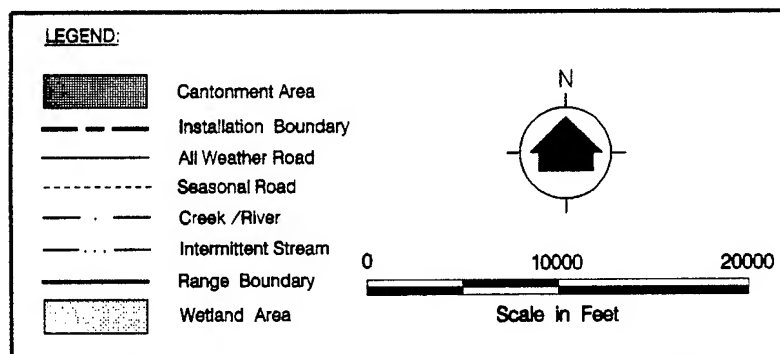 LEGEND:
Cantonment Area
Installation Boundary
All Weather Road
Seasonal Road
Creek /River
Intermittent Stream
Range Boundary
Wetland Area
N
0 10000 20000
Scale in Feet